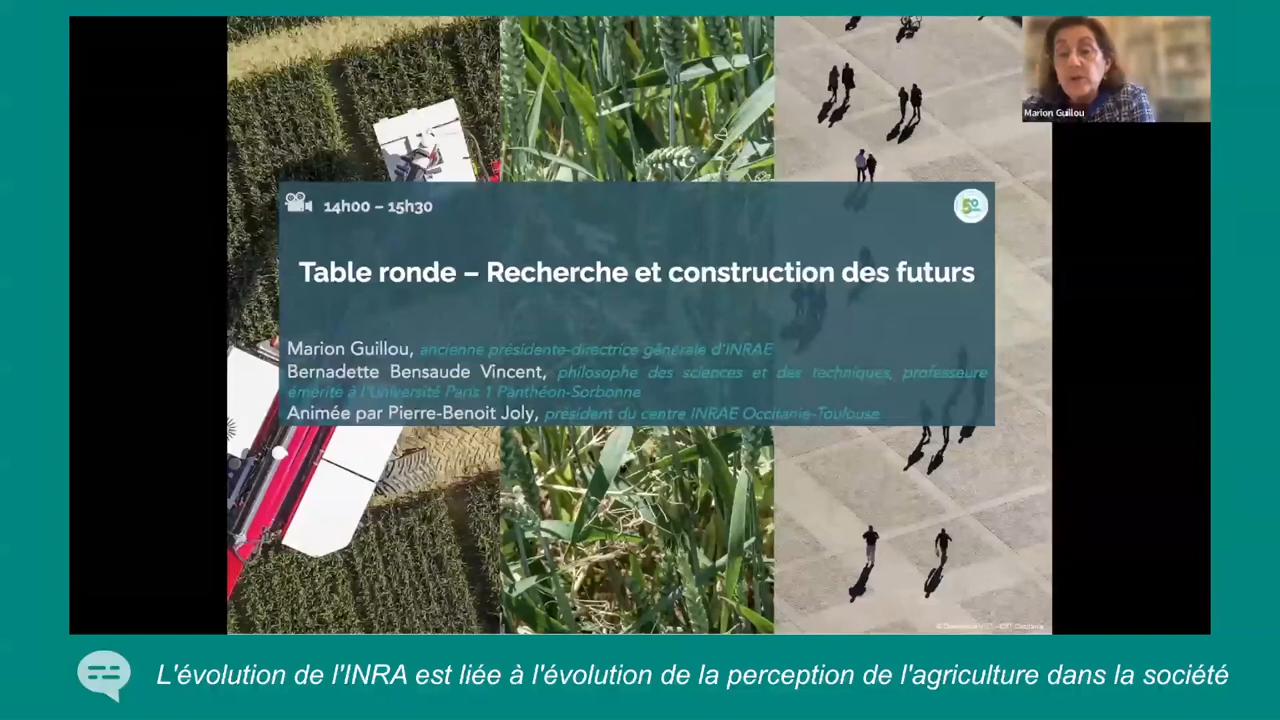 Marion Guillou
14h00 – 15h30
50
Table ronde – Recherche et construction des futurs
Marion Guillou, ancienne présidente-directrice générale d'INRAE
Bernadette Bensaude Vincent, philosophe des sciences et des techniques, professeure
émérite à l'Université Paris 1 Panthéon-Sorbonne
Animée par Pierre-Benoit Joly, président du centre INRAE Occitanie-Toulouse
L'évolution de l'INRA est liée à l'évolution de la perception de l'agriculture dans la société